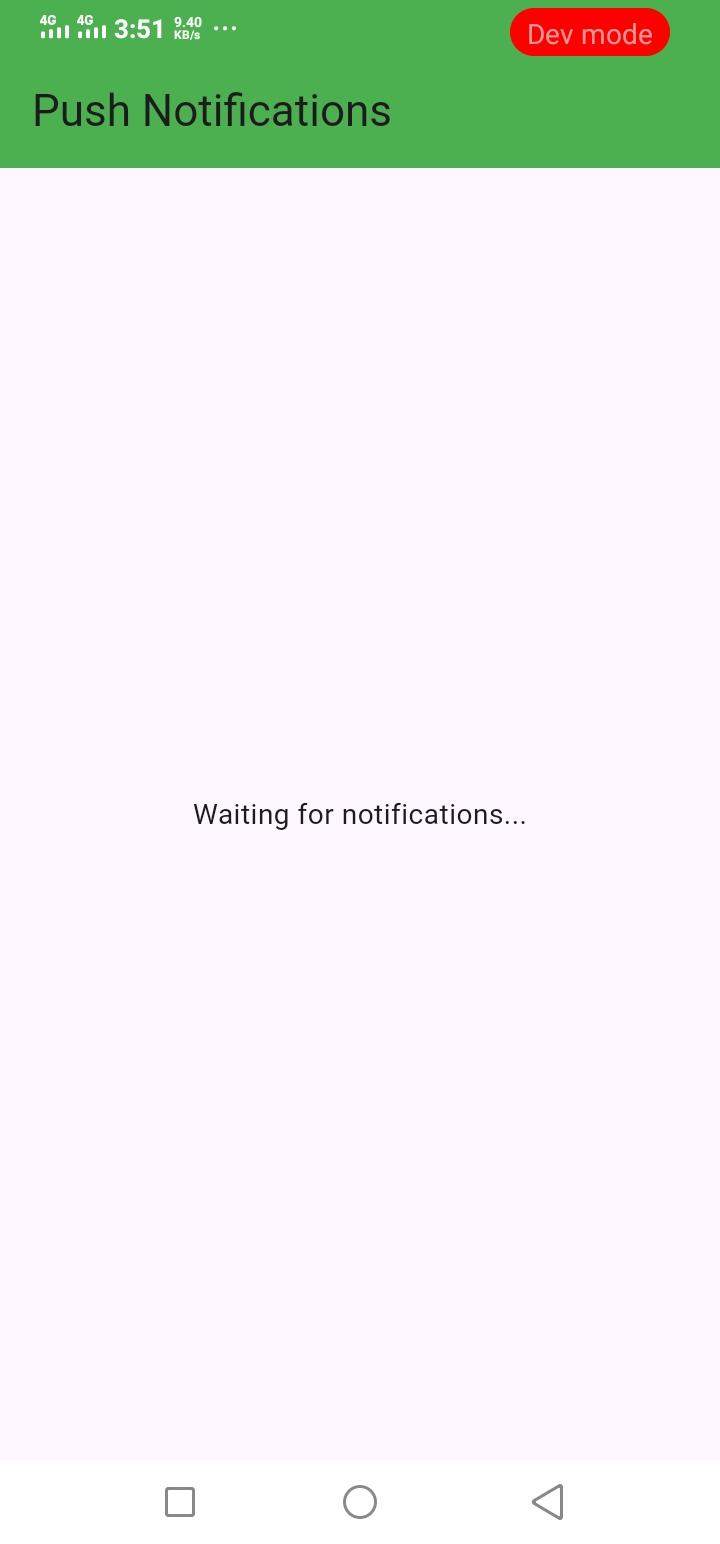 4G 4G 3:51 9.40 KB/s ... Dev mode
Push Notifications
Waiting for notifications...